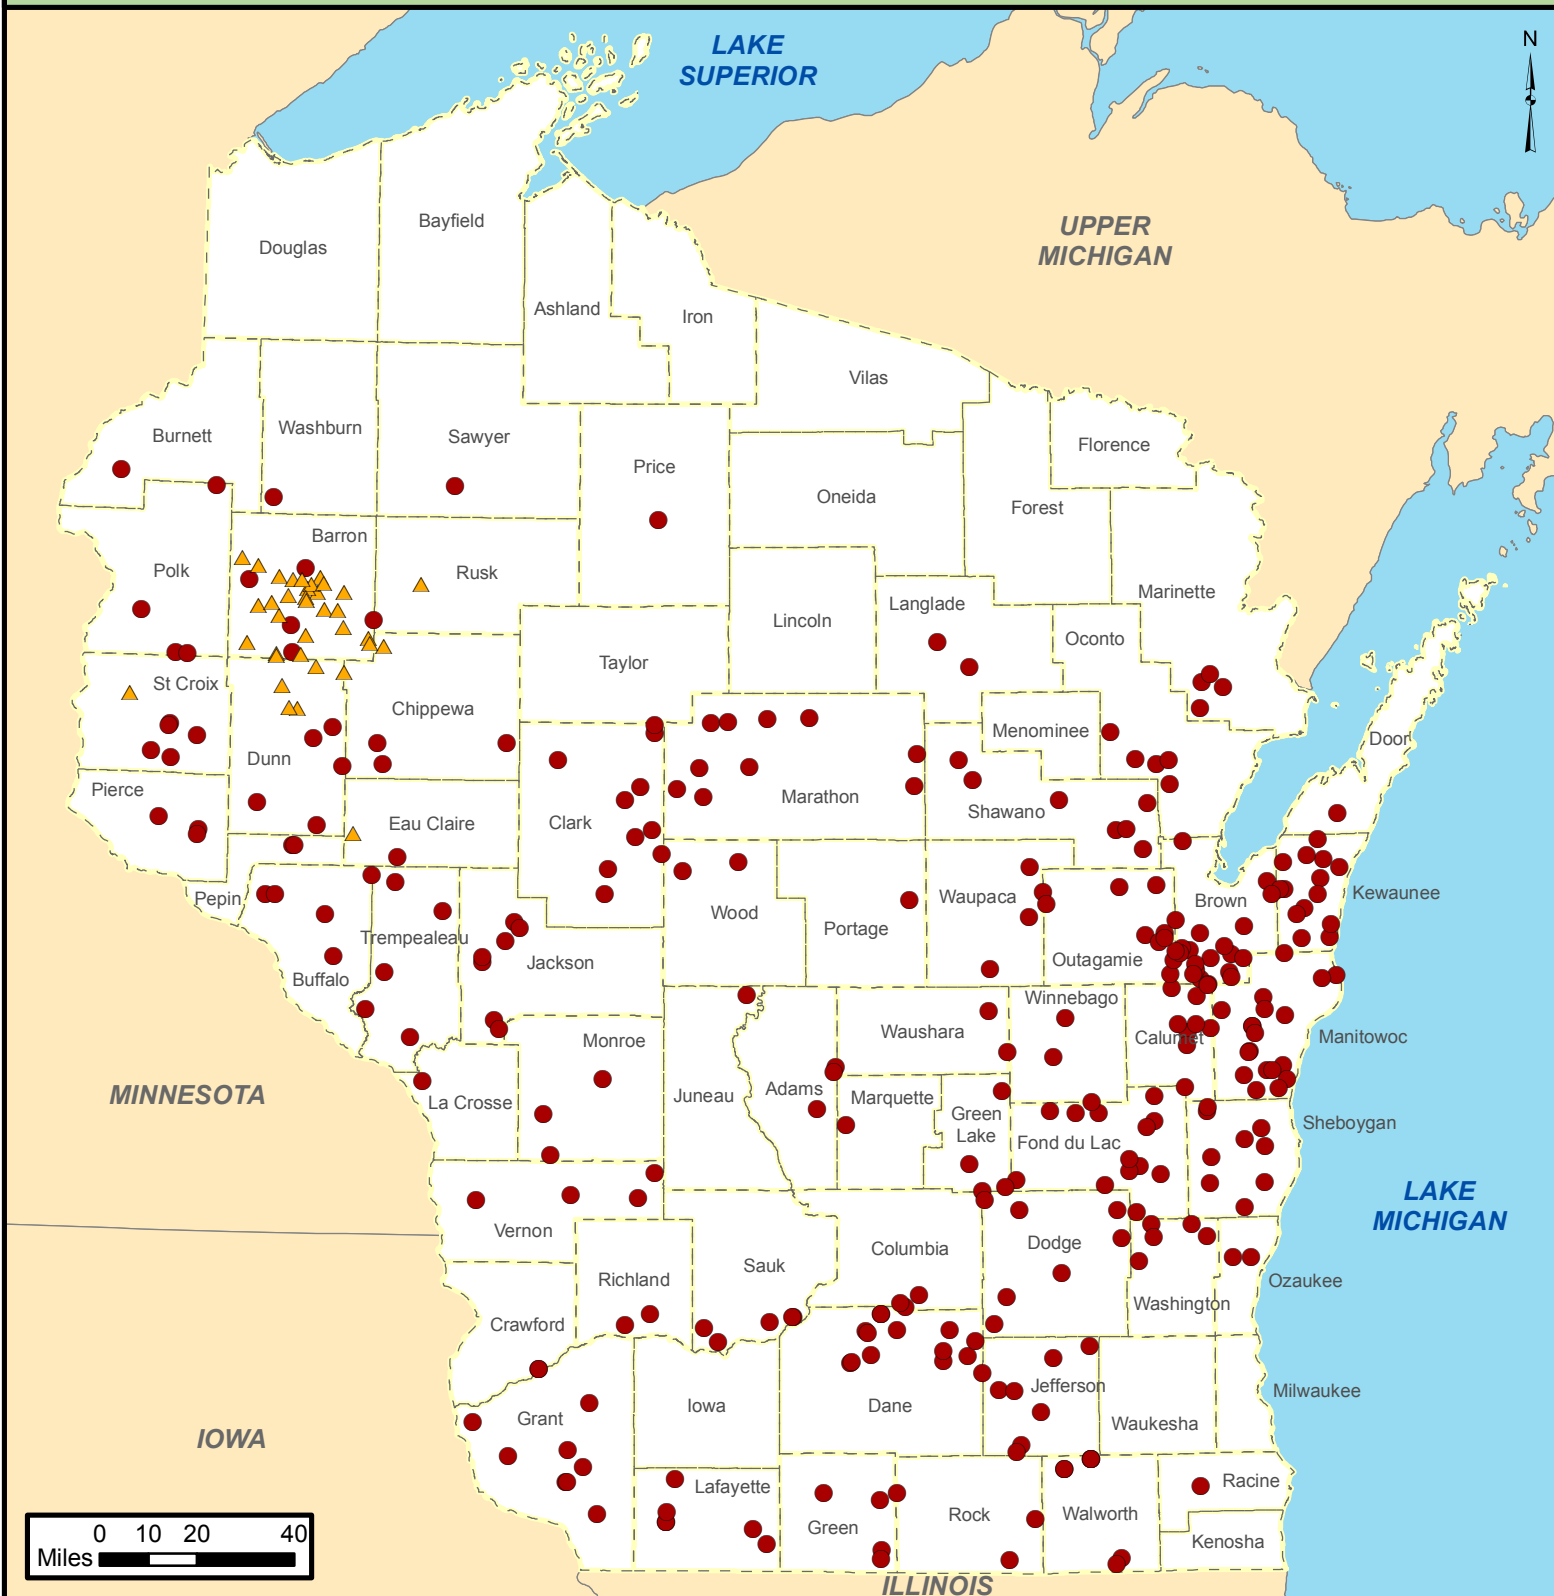 LAKE
SUPERIOR
N
UPPER
MICHIGAN
Bayfield
Douglas
Ashland
Iron
Vilas
Burnett
Washburn
Sawyer
Florence
Price
Oneida
Forest
Barron
Polk
Rusk
Marinette
Langlade
Lincoln
Oconto
Taylor
St Croix
Chippewa
Menominee
Door
Dunn
Pierce
Marathon
Shawano
Eau Claire
Clark
Kewaunee
Pepin
Waupaca
Brown
Wood
Portage
Trempealeau
Outagamie
Jackson
Buffalo
Winnebago
Waushara
Calumet
Manitowoc
Monroe
MINNESOTA
Juneau
Adams
Marquette
La Crosse
Green
Lake
Sheboygan
Fond du Lac
LAKE
MICHIGAN
Vernon
Columbia
Dodge
Sauk
Richland
Ozaukee
Washington
Crawford
Jefferson
Milwaukee
Iowa
Dane
Grant
Waukesha
IOWA
Racine
Lafayette
Rock
Walworth
Green
Kenosha
0 10 20 40
Miles
ILLINOIS